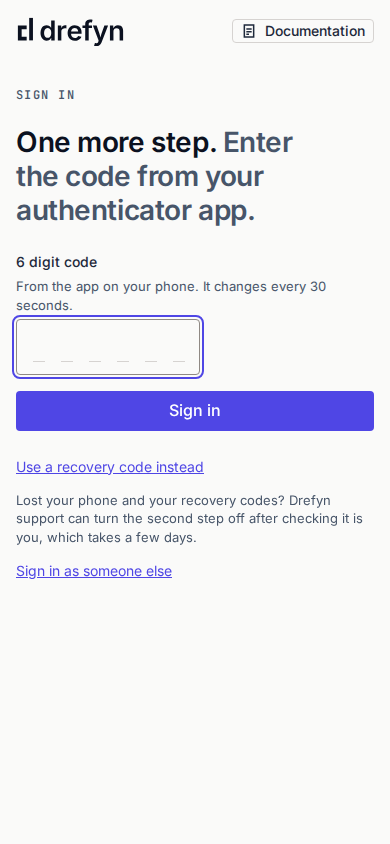 drefyn
Documentation
SIGN IN
One more step. Enter
the code from your
authenticator app.
6 digit code
From the app on your phone. It changes every 30
seconds.
Sign in
Use a recovery code instead
Lost your phone and your recovery codes? Drefyn
support can turn the second step off after checking it is
you, which takes a few days.
Sign in as someone else